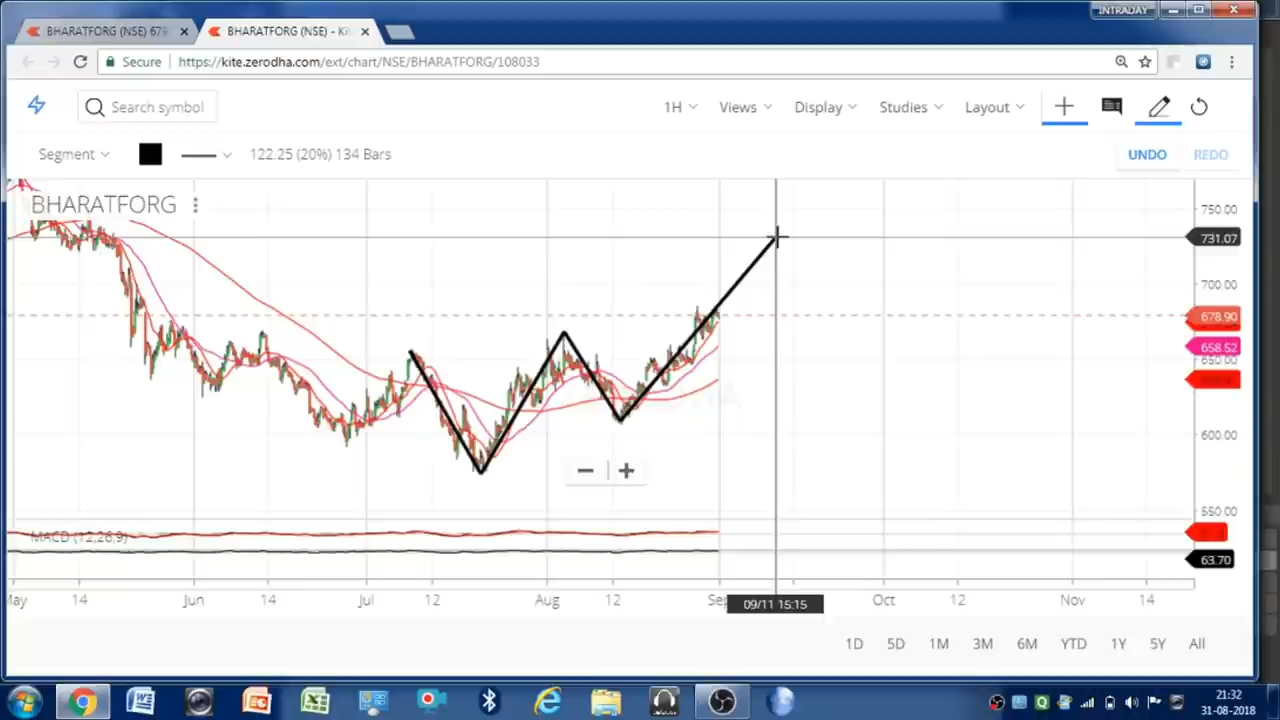 INTRADAY
BHARATFORG (NSE) 678
BHARATFORG (NSE) - Ki
Secure https://kite.zerodha.com/ext/chart/NSE/BHARATFORG/108033
Search symbol 1H Views Display Studies Layout
Segment 122.25 (20%) 134 Bars UNDO REDO
BHARATFORG
750.00
731.07
700.00
678.90
658.52
650.00
600.00
550.00
MACD (12,26,9)
63.70
May 14 Jun 14 Jul 12 Aug 12 Sep 09/11 15:15 Oct 12 Nov 14
1D 5D 1M 3M 6M YTD 1Y 5Y All
21:32
31-08-2018